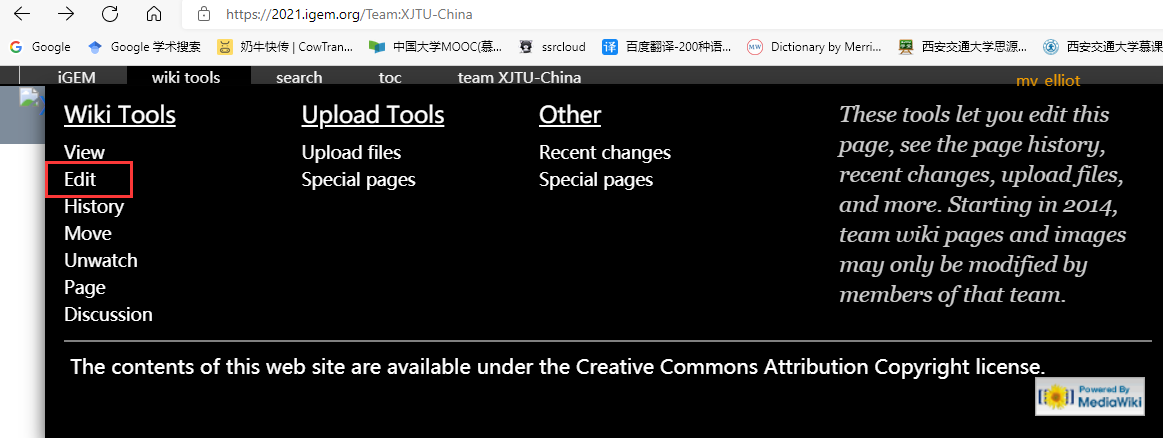 https://2021.igem.org/Team:XJTU-China
Google
Google 学术搜索
奶牛快传 | CowTran...
中国大学MOOC(慕...
ssrcloud
译
百度翻译-200种语...
MW
Dictionary by Merri...
西安交通大学思源...
西安交通大学慕课
iGEM
wiki tools
search
toc
team XJTU-China
my elliot
Wiki Tools
View
Edit
History
Move
Unwatch
Page
Discussion
Upload Tools
Upload files
Special pages
Other
Recent changes
Special pages
These tools let you edit this
page, see the page history,
recent changes, upload files,
and more. Starting in 2014,
team wiki pages and images
may only be modified by
members of that team.
The contents of this web site are available under the Creative Commons Attribution Copyright license.
Powered By
MediaWiki